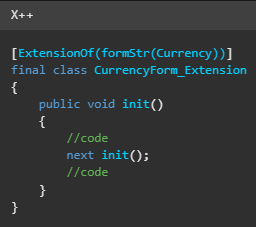 X++
[ExtensionOf(formStr(Currency))]
final class CurrencyForm_Extension
{
    public void init()
    {
        //code
        next init();
        //code
    }
}